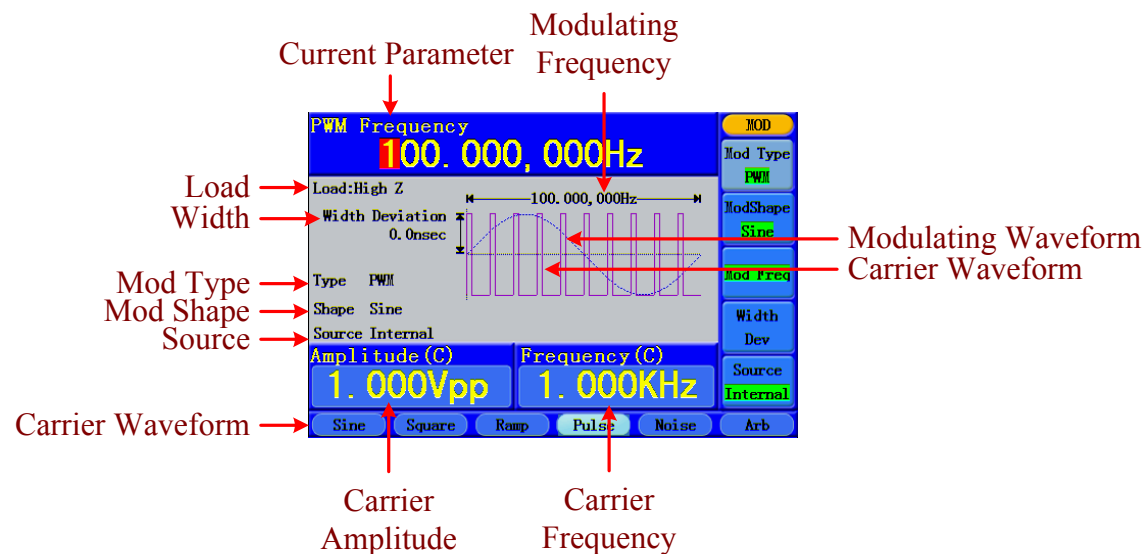 Modulating
Frequency
Current Parameter
PWM Frequency
100.000,000Hz
MOD
Mod Type
PWM
Load
Load:High Z
100.000,000Hz
Width
Width Deviation
0.0nsec
ModShape
Sine
Modulating Waveform
Carrier Waveform
Mod Type
Type PWM
Mod Freq
Mod Shape
Shape Sine
Source
Source Internal
Width
Dev
Amplitude(C)
1.000Vpp
Frequency(C)
1.000KHz
Source
Internal
Carrier Waveform
Sine Square Ramp Pulse Noise Arb
Carrier
Amplitude
Carrier
Frequency